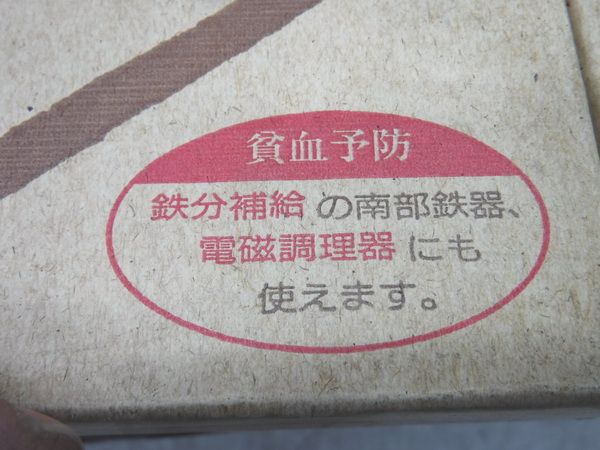 貧血予防
鉄分補給の南部鉄器、
電磁調理器にも
使えます。